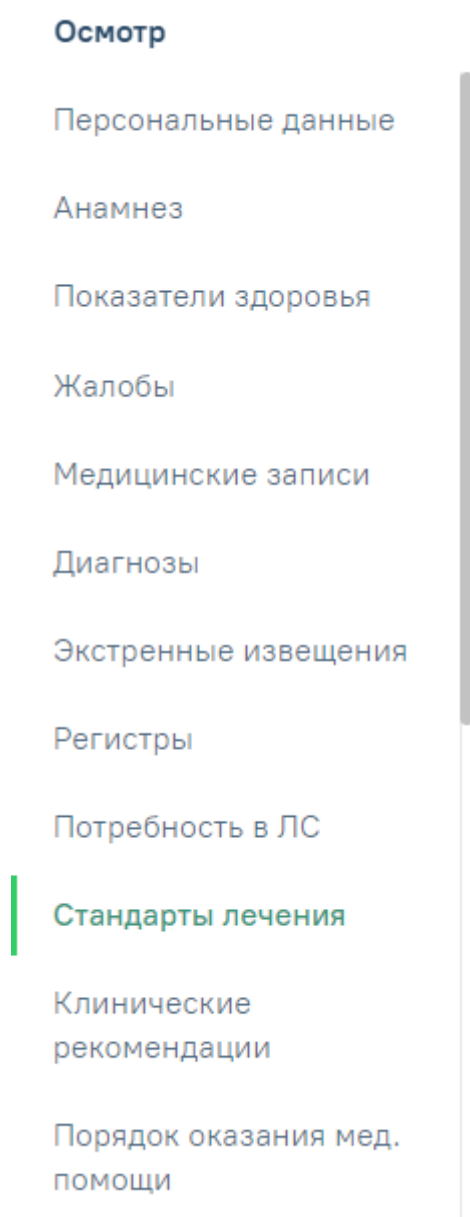 Осмотр
Персональные данные
Анамнез
Показатели здоровья
Жалобы
Медицинские записи
Диагнозы
Экстренные извещения
Регистры
Потребность в ЛС
Стандарты лечения
Клинические
рекомендации
Порядок оказания мед.
помощи